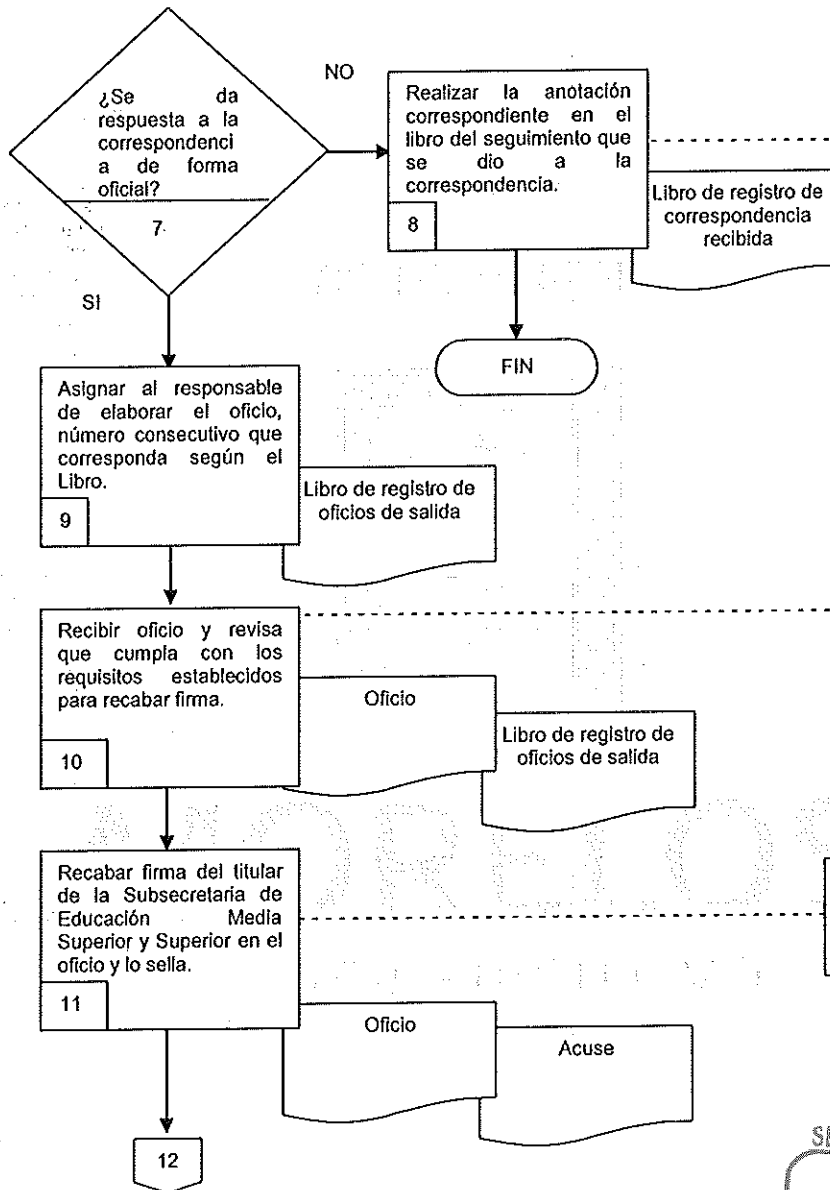 ¿Se da
respuesta a la
correspondenci
a de forma
oficial?
7
NO
Realizar la anotación
correspondiente en el
libro del seguimiento que
se dio a la
correspondencia.
8
Libro de registro de
correspondencia
recibida
FIN
SI
Asignar al responsable
de elaborar el oficio,
número consecutivo que
corresponda según el
Libro.
9
Libro de registro de
oficios de salida
Recibir oficio y revisa
que cumpla con los
requisitos establecidos
para recabar firma.
10
Oficio
Libro de registro de
oficios de salida
MORELOS
Recabar firma del titular
de la Subsecretaría de
Educación Media
Superior y Superior en el
oficio y lo sella.
11
Oficio
Acuse
12